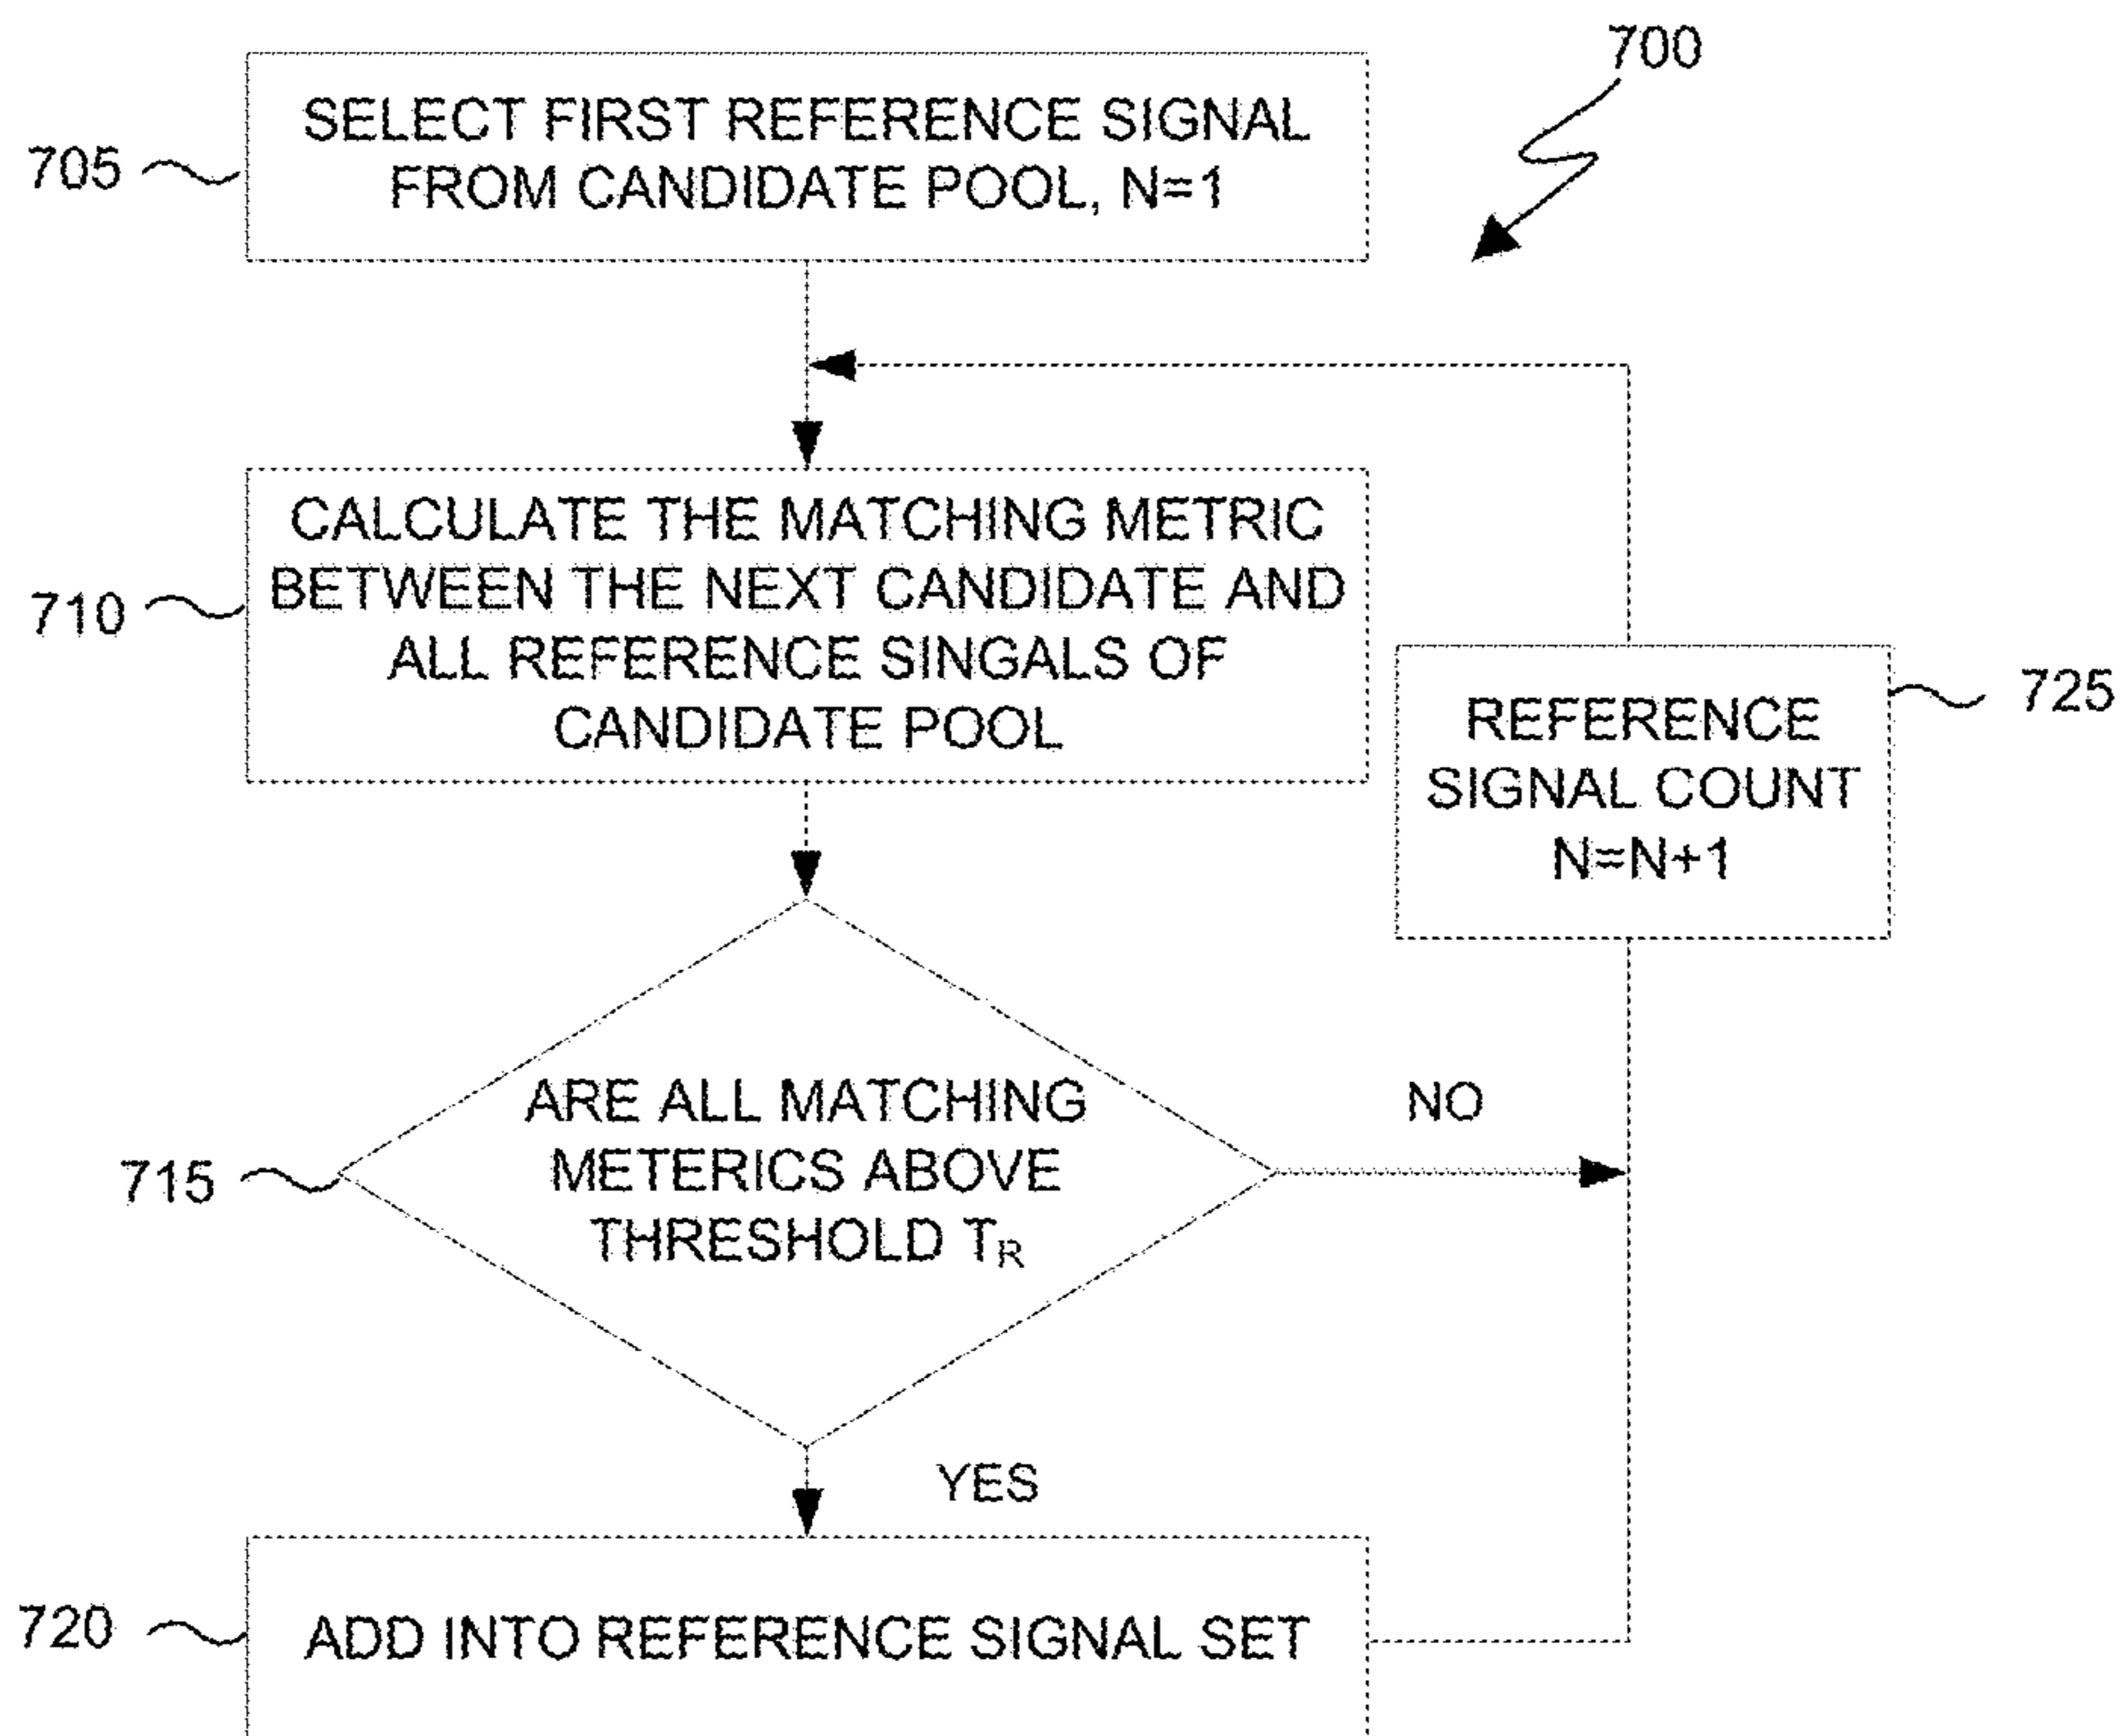 700
705
SELECT FIRST REFERENCE SIGNAL
FROM CANDIDATE POOL, N=1
710
CALCULATE THE MATCHING METRIC
BETWEEN THE NEXT CANDIDATE AND
ALL REFERENCE SINGALS OF
CANDIDATE POOL
725
REFERENCE
SIGNAL COUNT
N=N+1
715
ARE ALL MATCHING
METERICS ABOVE
THRESHOLD T_R
NO
YES
720
ADD INTO REFERENCE SIGNAL SET